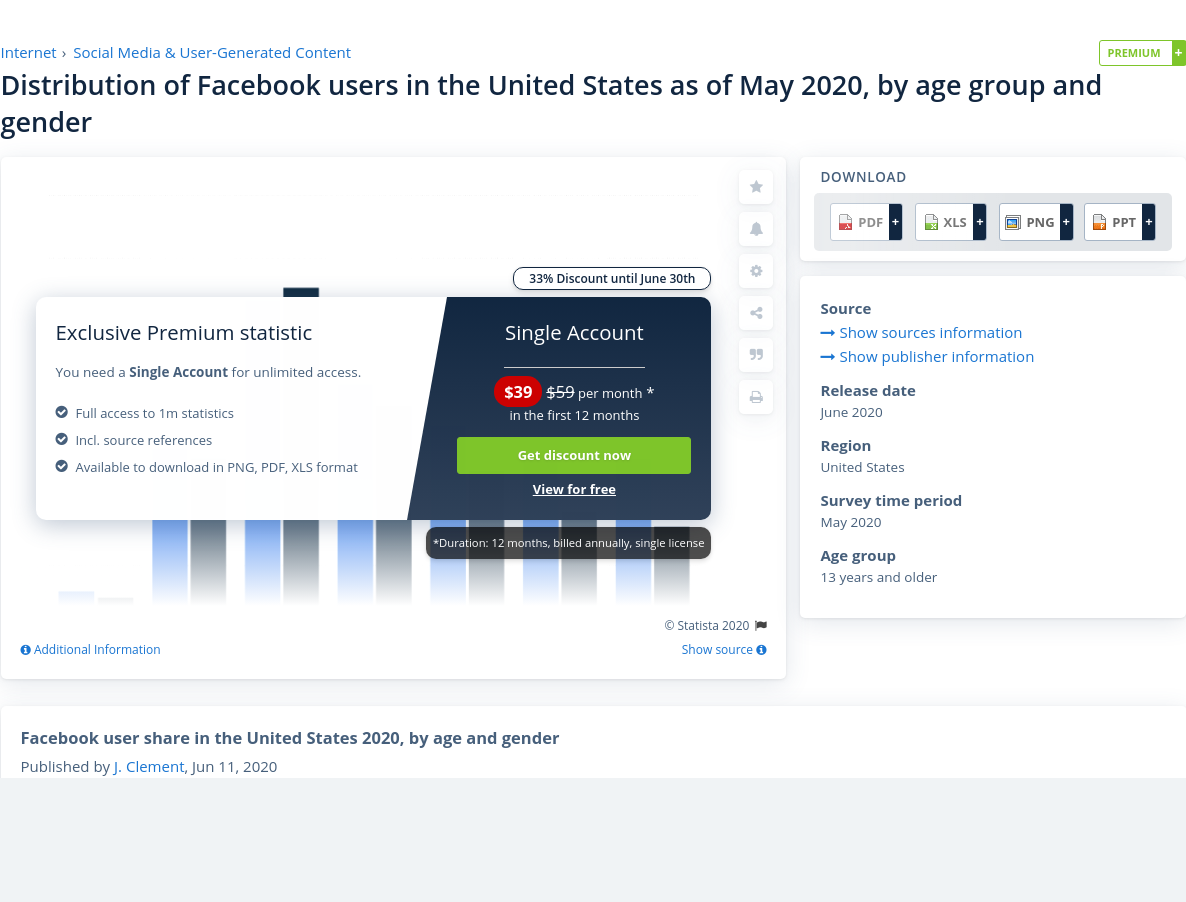 Internet › Social Media & User-Generated Content
PREMIUM +
Distribution of Facebook users in the United States as of May 2020, by age group and
gender
33% Discount until June 30th
Exclusive Premium statistic
You need a Single Account for unlimited access.
Full access to 1m statistics
Incl. source references
Available to download in PNG, PDF, XLS format
Single Account
$39 $59 per month *
in the first 12 months
Get discount now
View for free
*Duration: 12 months, billed annually, single license
© Statista 2020
Additional Information
Show source
DOWNLOAD
PDF + XLS + PNG + PPT +
Source
Show sources information
Show publisher information
Release date
June 2020
Region
United States
Survey time period
May 2020
Age group
13 years and older
Facebook user share in the United States 2020, by age and gender
Published by J. Clement, Jun 11, 2020